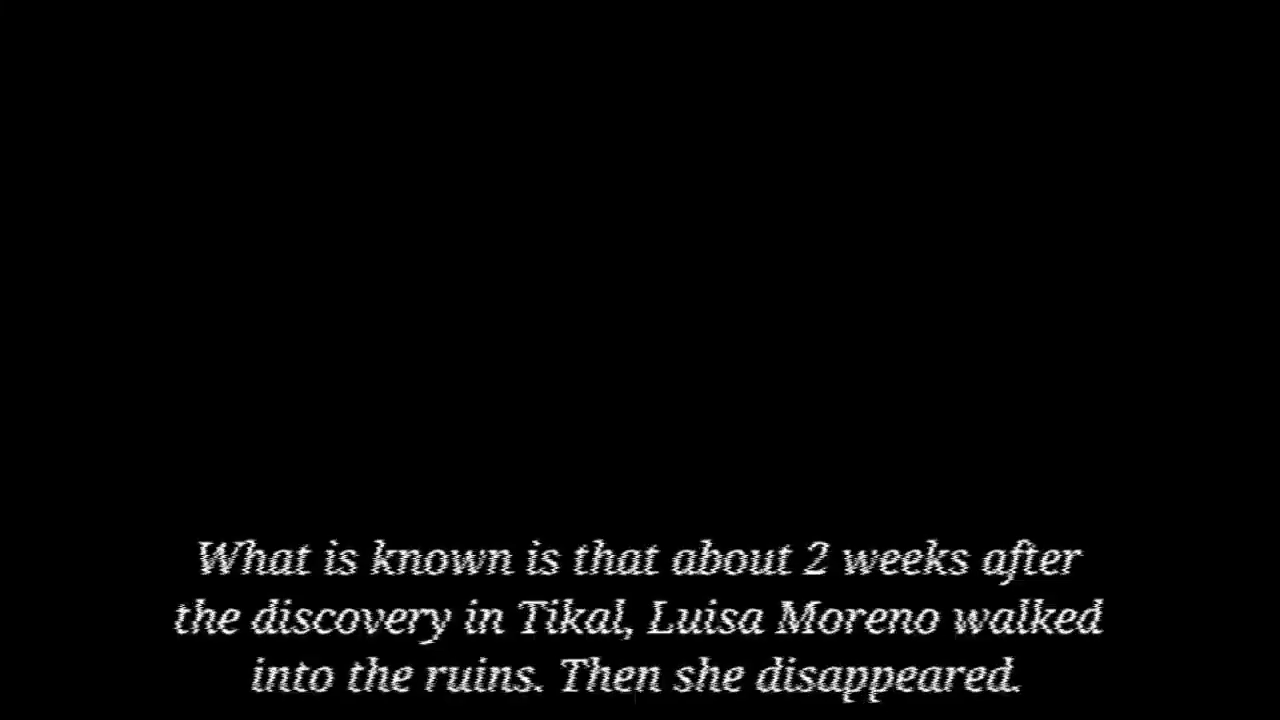 What is known is that about 2 weeks after
the discovery in Tikal, Luisa Moreno walked
into the ruins. Then she disappeared.